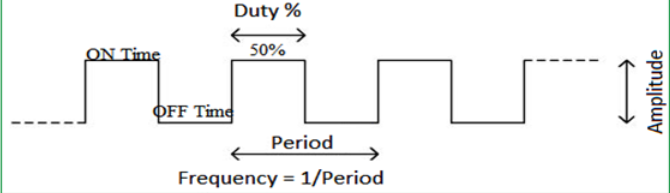 Duty %
50%
ON Time
OFF Time
Amplitude
Period
Frequency = 1/Period